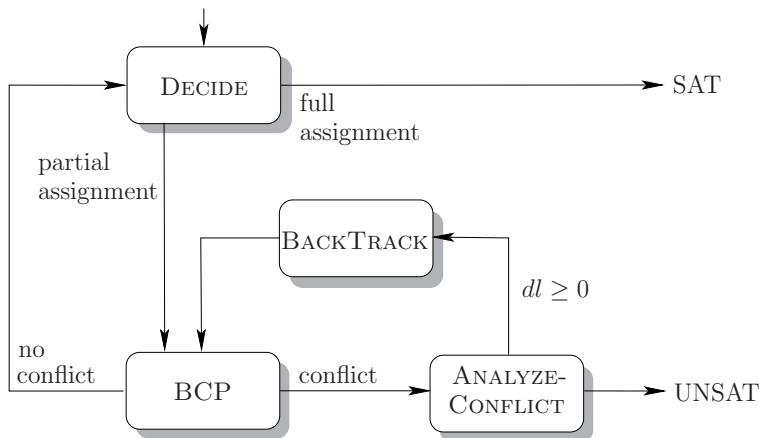 DECIDE
SAT
full
assignment
partial
assignment
BACKTRACK
dl ≥ 0
no
conflict
BCP
conflict
ANALYZE-
CONFLICT
UNSAT